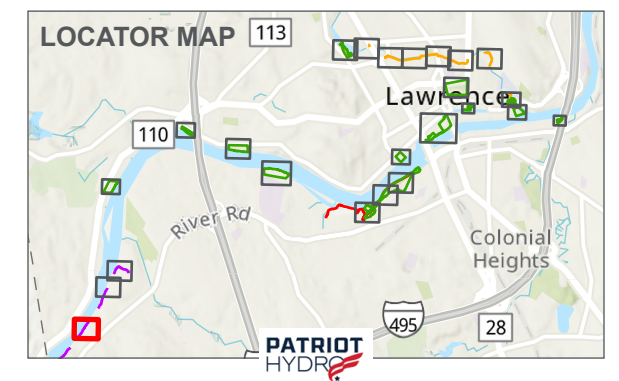 LOCATOR MAP
113
Lawrence
110
River Rd
Colonial
Heights
495
28
PATRIOT
HYDRO